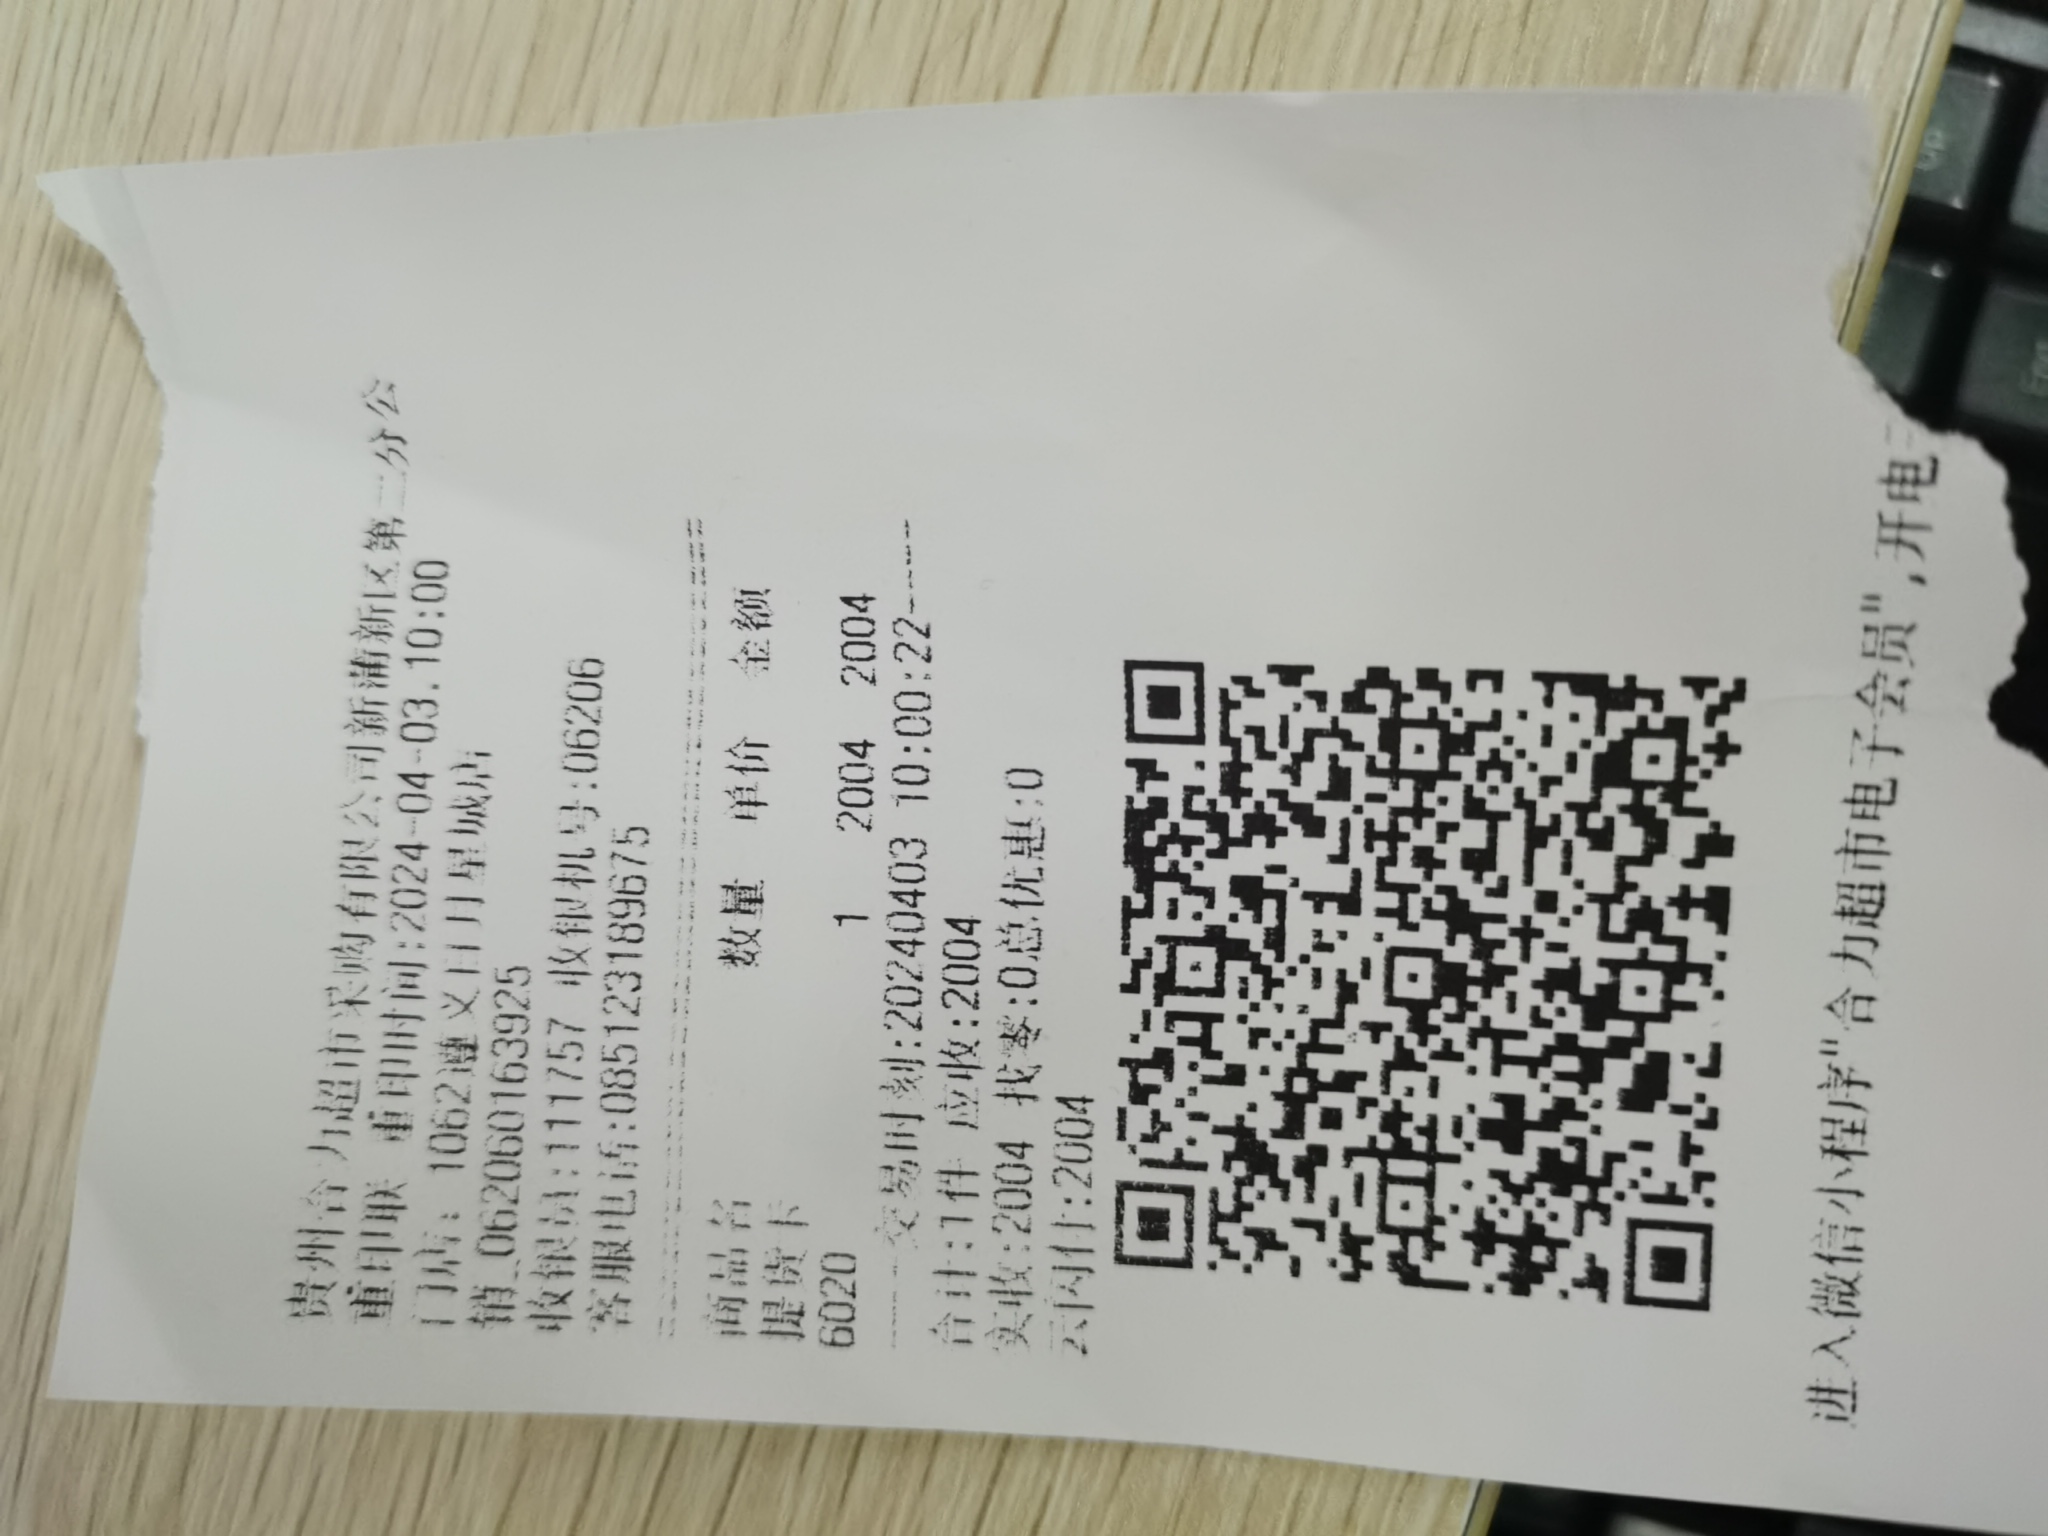 贵州合力超市采购有限公司新蒲新区第二分公
重印联 重印时间:2024-04-03.10:00
门店: 1062遵义日月星城店
销_062060163925
收银员:111757 收银机号:06206
客服电话:085123189675
商品名 数量 单价 金额
提货卡
6020 1 2004 2004
-----交易时刻:20240403 10:00:22-----
合计:1件 应收:2004
实收:2004 找零:0总优惠:0
云闪付:2004
进入微信小程序"合力超市电子会员",开电